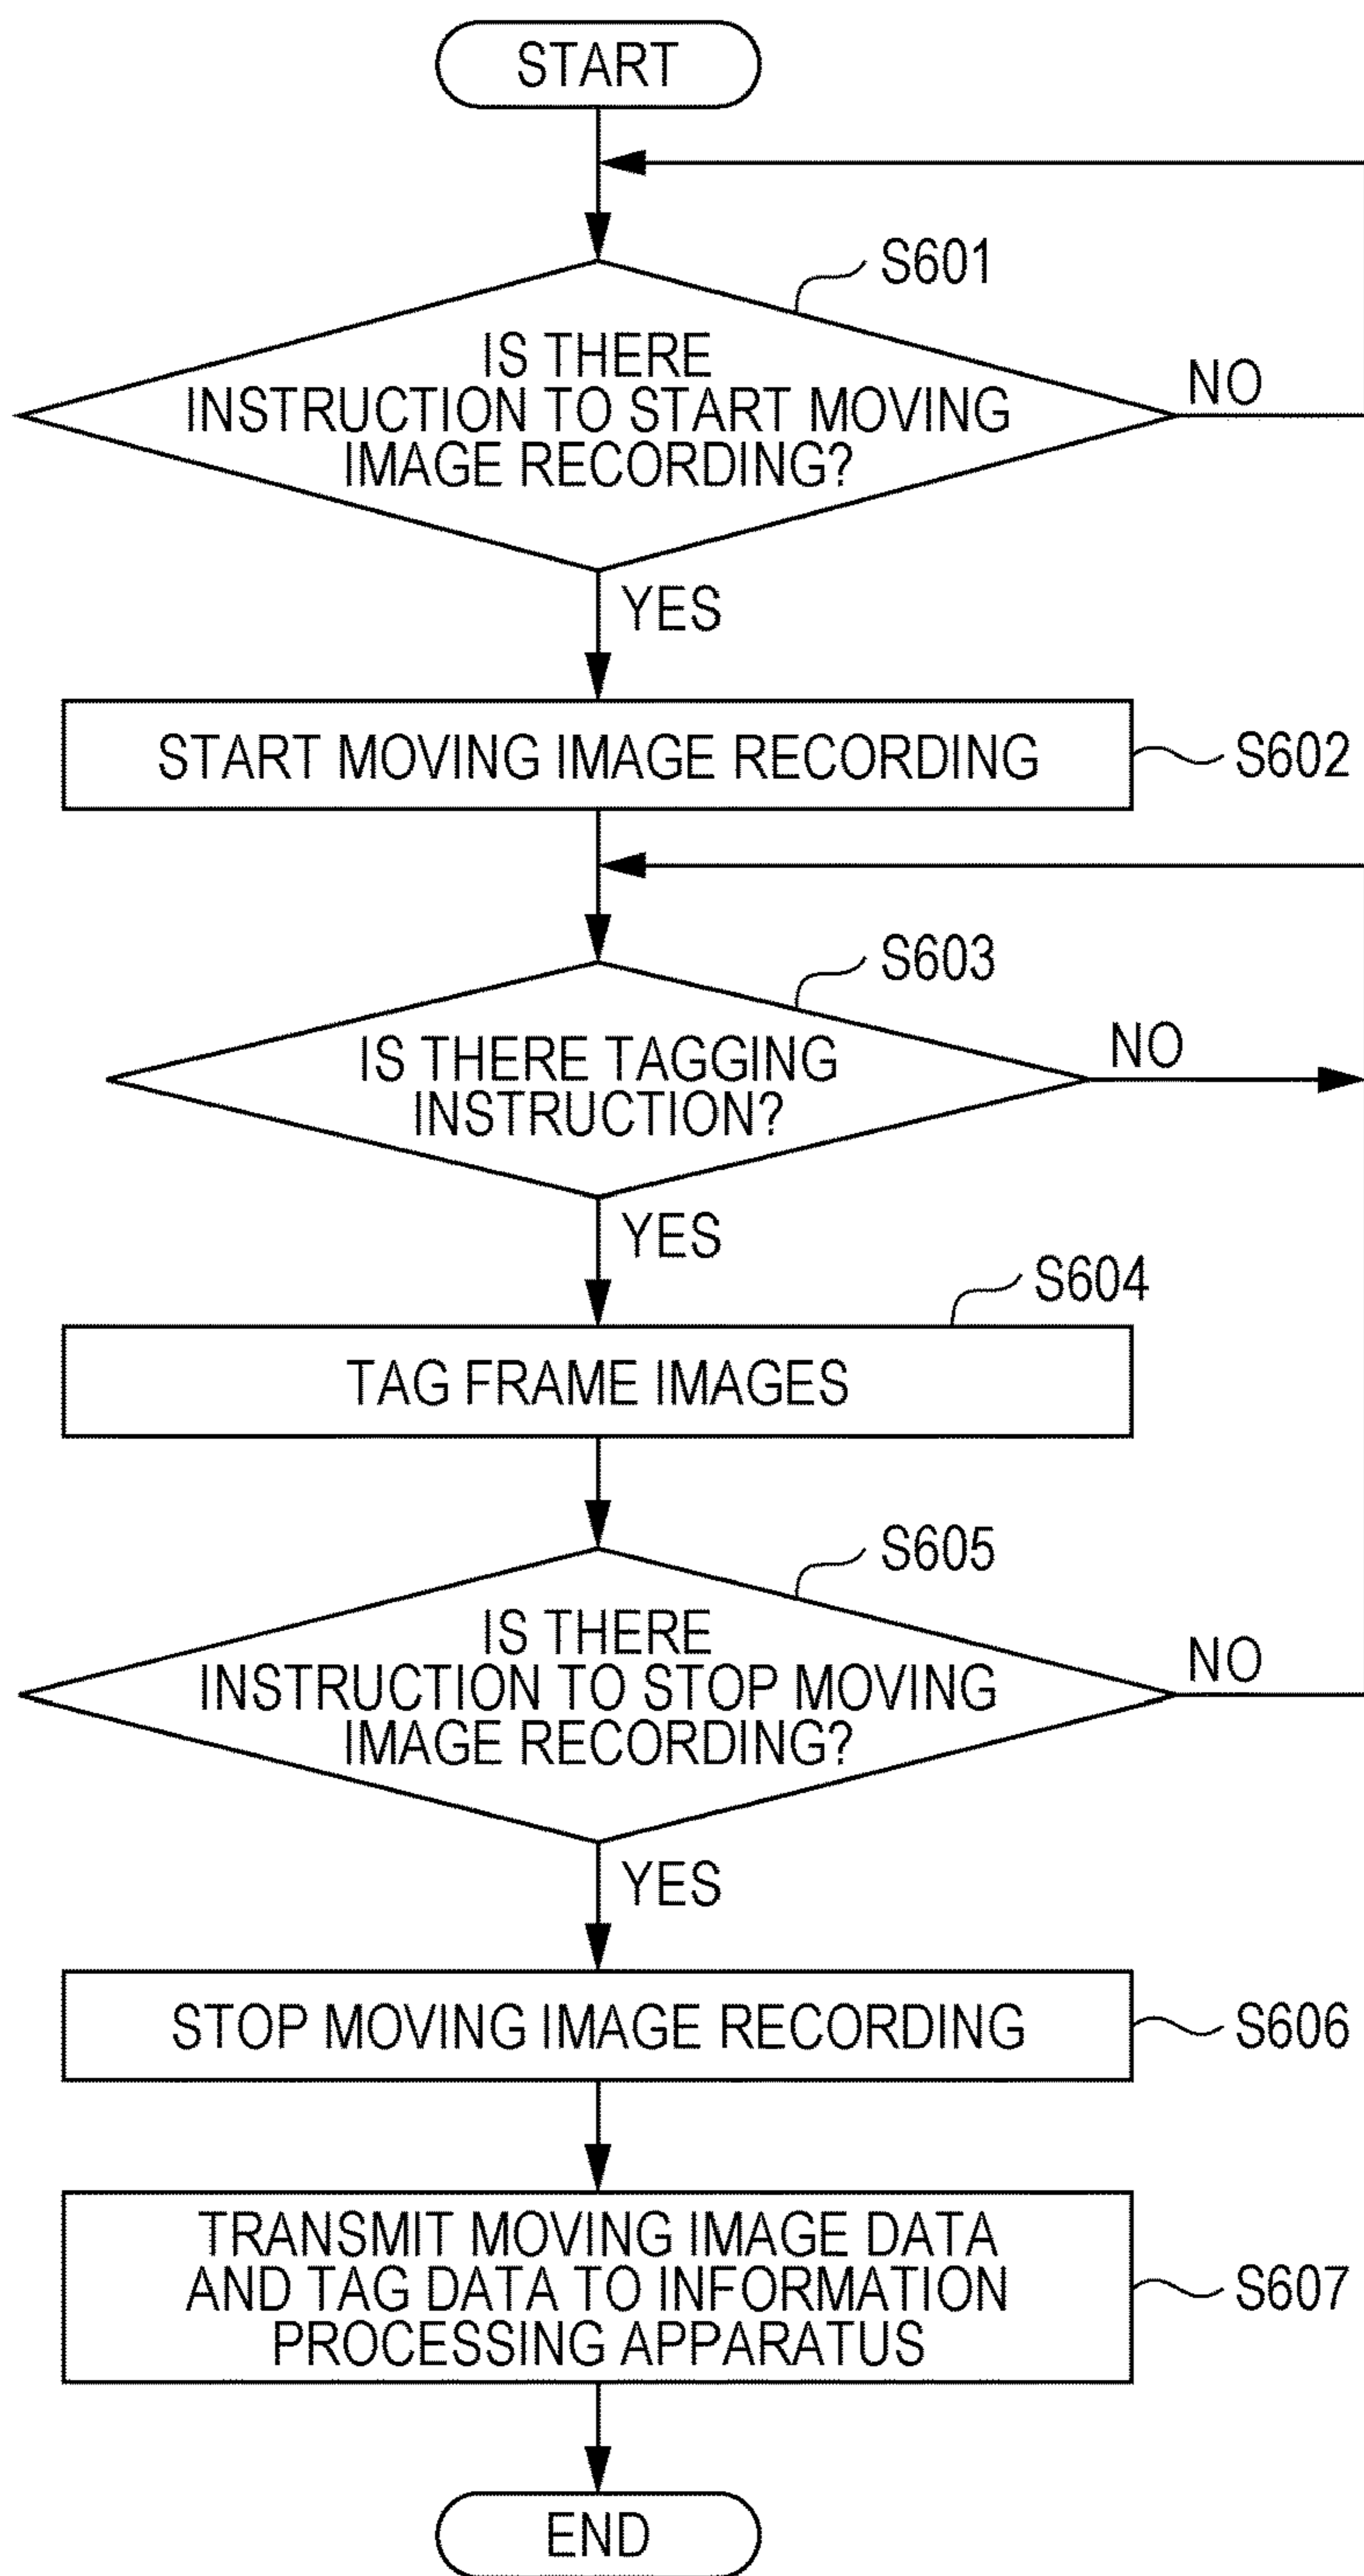 START
S601
IS THERE
INSTRUCTION TO START MOVING
IMAGE RECORDING?
NO
YES
START MOVING IMAGE RECORDING
S602
S603
IS THERE TAGGING
INSTRUCTION?
NO
YES
S604
TAG FRAME IMAGES
S605
IS THERE
INSTRUCTION TO STOP MOVING
IMAGE RECORDING?
NO
YES
STOP MOVING IMAGE RECORDING
S606
TRANSMIT MOVING IMAGE DATA
AND TAG DATA TO INFORMATION
PROCESSING APPARATUS
S607
END